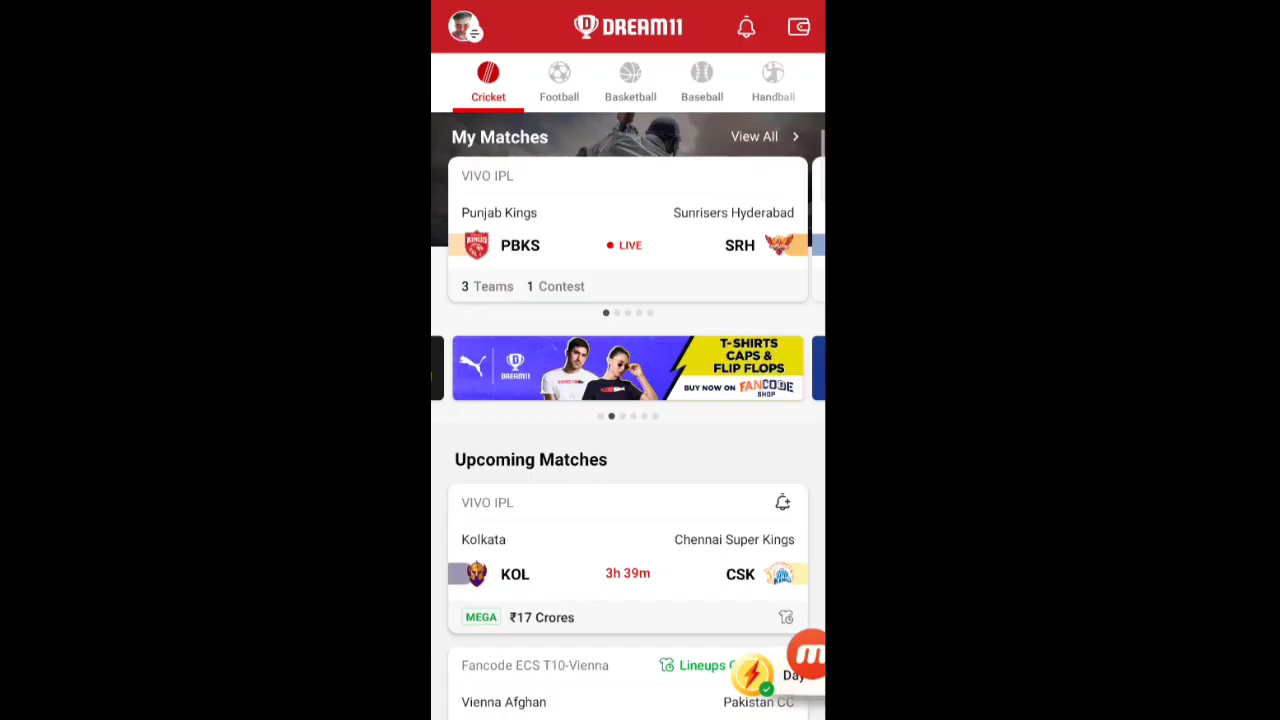 DREAM11
Cricket
Football
Basketball
Baseball
Handball
My Matches
View All
VIVO IPL
Punjab Kings
Sunrisers Hyderabad
PBKS
LIVE
SRH
3 Teams 1 Contest
DREAM11
T-SHIRTS
CAPS &
FLIP FLOPS
BUY NOW ON FANCODE
SHOP
Upcoming Matches
VIVO IPL
Kolkata
Chennai Super Kings
KOL
3h 39m
CSK
MEGA ₹17 Crores
Fancode ECS T10-Vienna
Lineups
Vienna Afghan
Pakistan CC